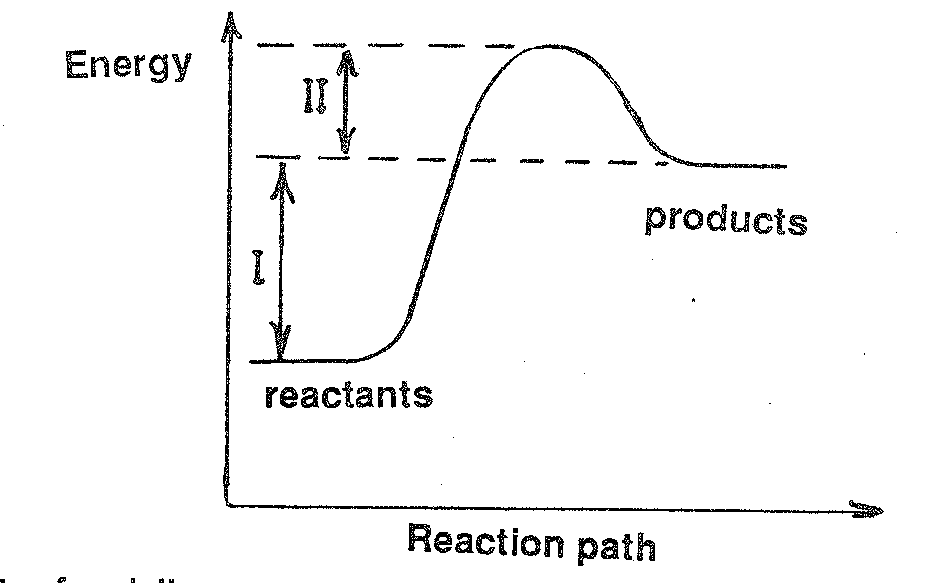 Energy
II
I
products
reactants
Reaction path